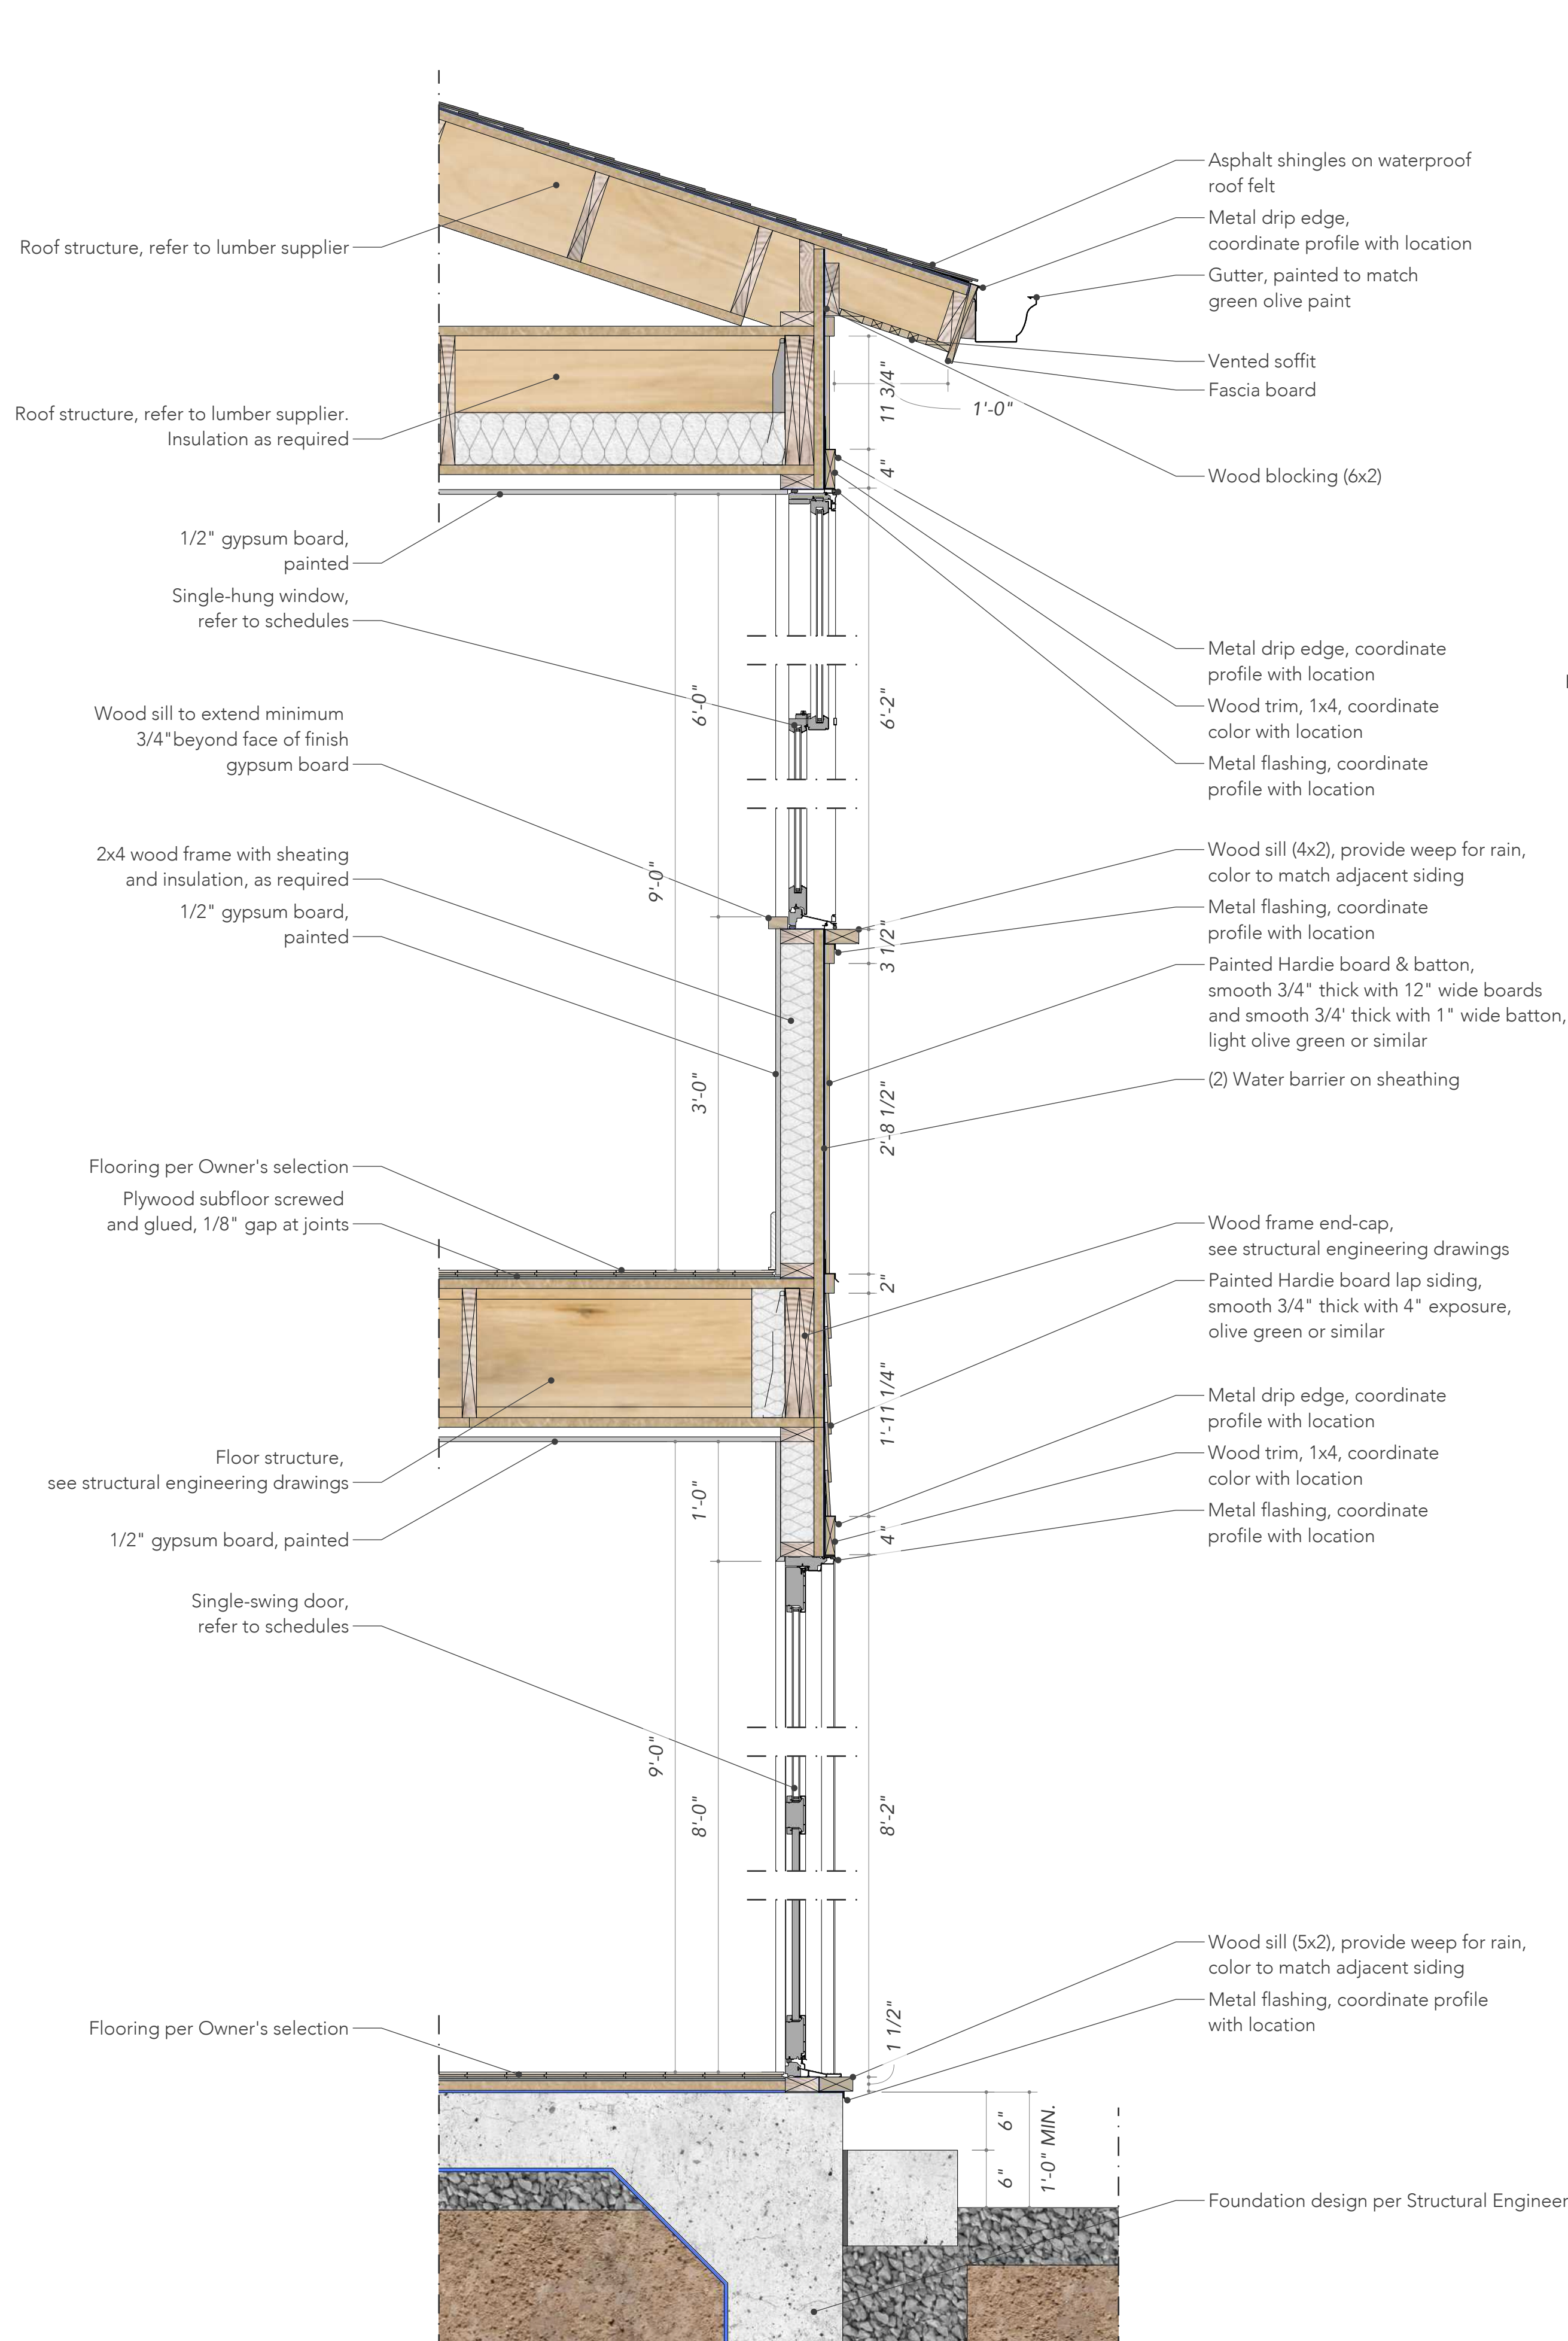 Asphalt shingles on waterproof
roof felt
Metal drip edge,
coordinate profile with location
Roof structure, refer to lumber supplier
Gutter, painted to match
green olive paint
Vented soffit
Fascia board
11 3/4"
1'-0"
Roof structure, refer to lumber supplier.
Insulation as required
4"
Wood blocking (6x2)
1/2" gypsum board,
painted
Single-hung window,
refer to schedules
Metal drip edge, coordinate
profile with location
Wood trim, 1x4, coordinate
color with location
Metal flashing, coordinate
profile with location
6'-0"
6'-2"
Wood sill to extend minimum
3/4"beyond face of finish
gypsum board
9'-0"
2x4 wood frame with sheating
and insulation, as required
1/2" gypsum board,
painted
Wood sill (4x2), provide weep for rain,
color to match adjacent siding
Metal flashing, coordinate
profile with location
3 1/2"
Painted Hardie board & batton,
smooth 3/4" thick with 12" wide boards
and smooth 3/4' thick with 1" wide batton,
light olive green or similar
(2) Water barrier on sheathing
3'-0"
2'-8 1/2"
Flooring per Owner's selection
Plywood subfloor screwed
and glued, 1/8" gap at joints
Wood frame end-cap,
see structural engineering drawings
2"
Painted Hardie board lap siding,
smooth 3/4" thick with 4" exposure,
olive green or similar
1'-11 1/4"
Metal drip edge, coordinate
profile with location
Wood trim, 1x4, coordinate
color with location
Metal flashing, coordinate
profile with location
Floor structure,
see structural engineering drawings
1'-0"
4"
1/2" gypsum board, painted
Single-swing door,
refer to schedules
9'-0"
8'-0"
8'-2"
Wood sill (5x2), provide weep for rain,
color to match adjacent siding
Metal flashing, coordinate profile
with location
1 1/2"
Flooring per Owner's selection
6"
6"
1'-0" MIN.
Foundation design per Structural Engineer